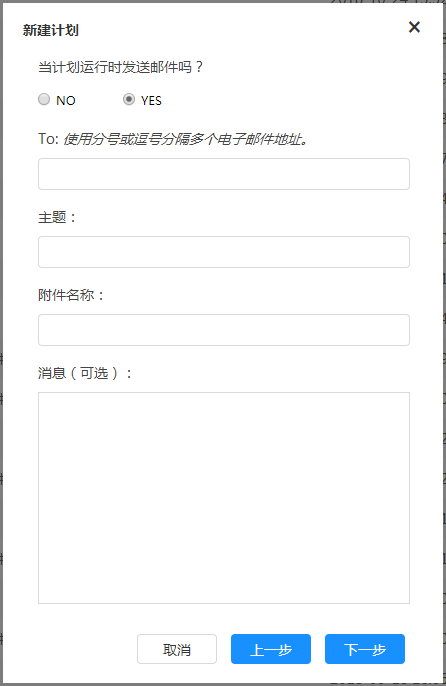 新建计划
×
当计划运行时发送邮件吗？
NO YES
To: 使用分号或逗号分隔多个电子邮件地址。
主题：
附件名称：
消息（可选）：
取消 上一步 下一步